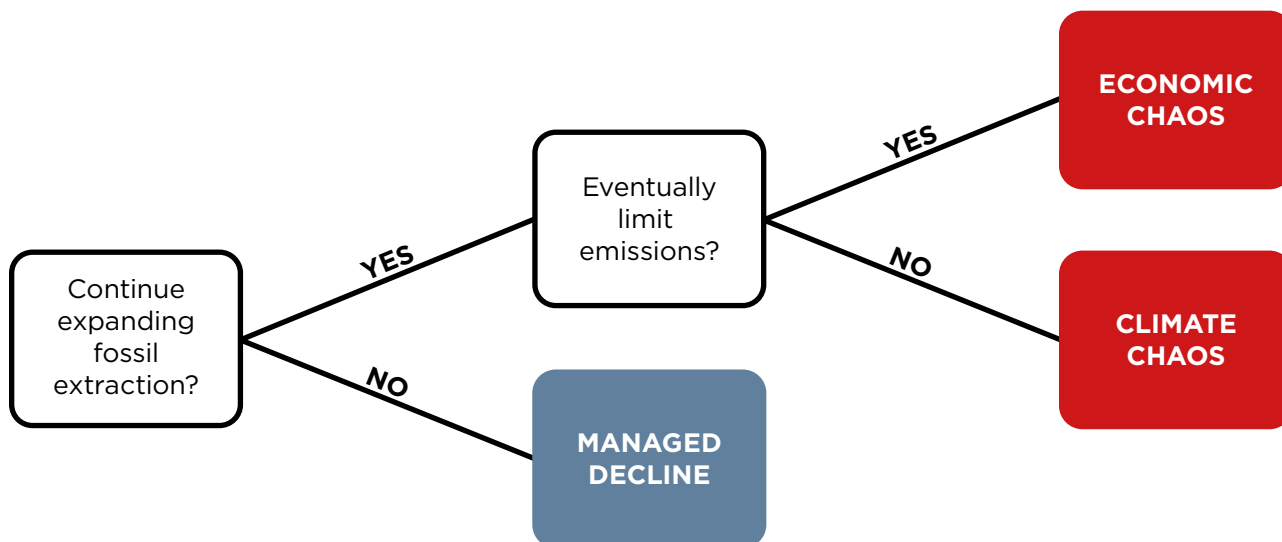 Continue
expanding
fossil
extraction?
YES
NO
Eventually
limit
emissions?
MANAGED
DECLINE
YES
NO
ECONOMIC
CHAOS
CLIMATE
CHAOS